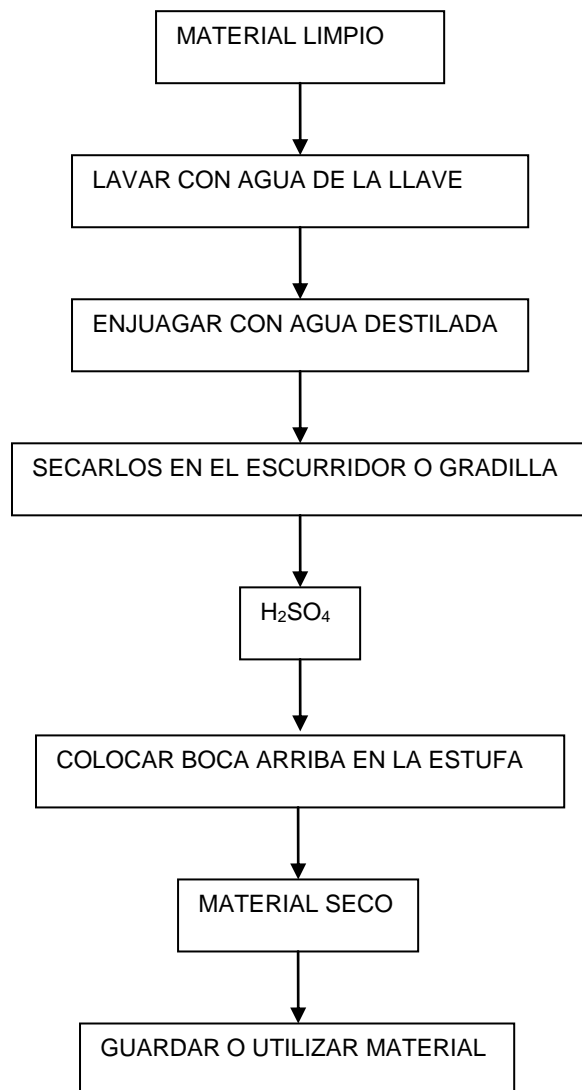 MATERIAL LIMPIO
LAVAR CON AGUA DE LA LLAVE
ENJUAGAR CON AGUA DESTILADA
SECARLOS EN EL ESCURRIDOR O GRADILLA
H₂SO₄
COLOCAR BOCA ARRIBA EN LA ESTUFA
MATERIAL SECO
GUARDAR O UTILIZAR MATERIAL